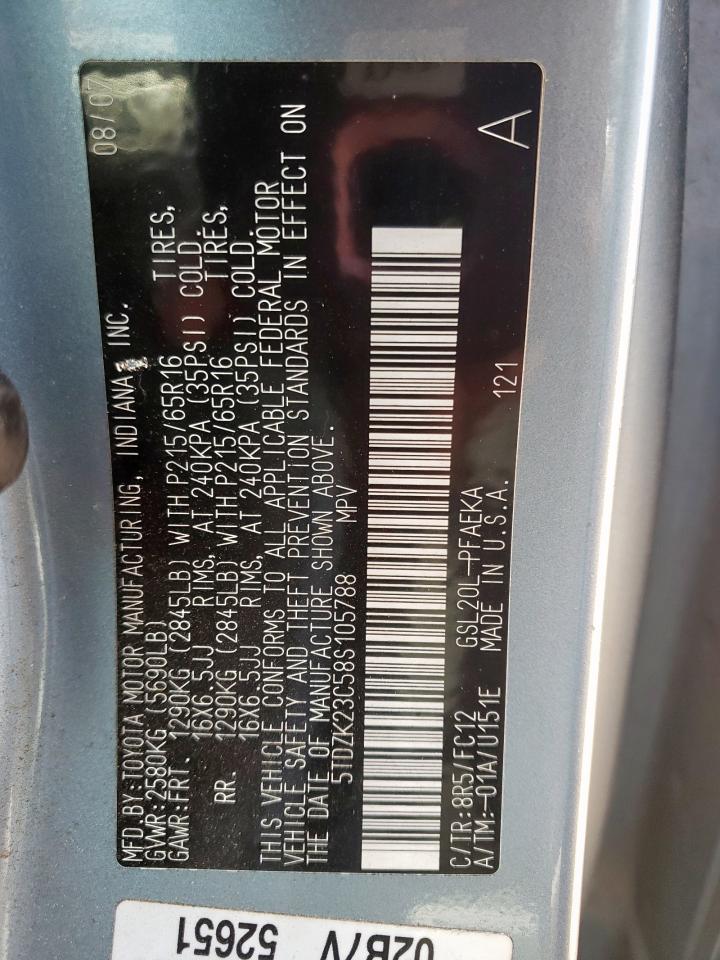 MFD.BY:TOYOTA MOTOR MANUFACTURING, INDIANA INC. 08/07
GVWR:2580KG (5690LB)
GAWR:FRT. 1290KG (2845LB) WITH P215/65R16 TIRES,
16X6.5JJ RIMS, AT 240KPA (35PSI) COLD.
RR. 1290KG (2845LB) WITH P215/65R16 TIRES,
16X6.5JJ RIMS, AT 240KPA (35PSI) COLD.
THIS VEHICLE CONFORMS TO ALL APPLICABLE FEDERAL MOTOR
VEHICLE SAFETY AND THEFT PREVENTION STANDARDS IN EFFECT ON
THE DATE OF MANUFACTURE SHOWN ABOVE.
5TDZK23C58S105788 MPV
C/TR:8R5/FC12 GSL20L-PFAEKA A
A/TM:-01A/U151E MADE IN U.S.A. 121
52651
02B7V